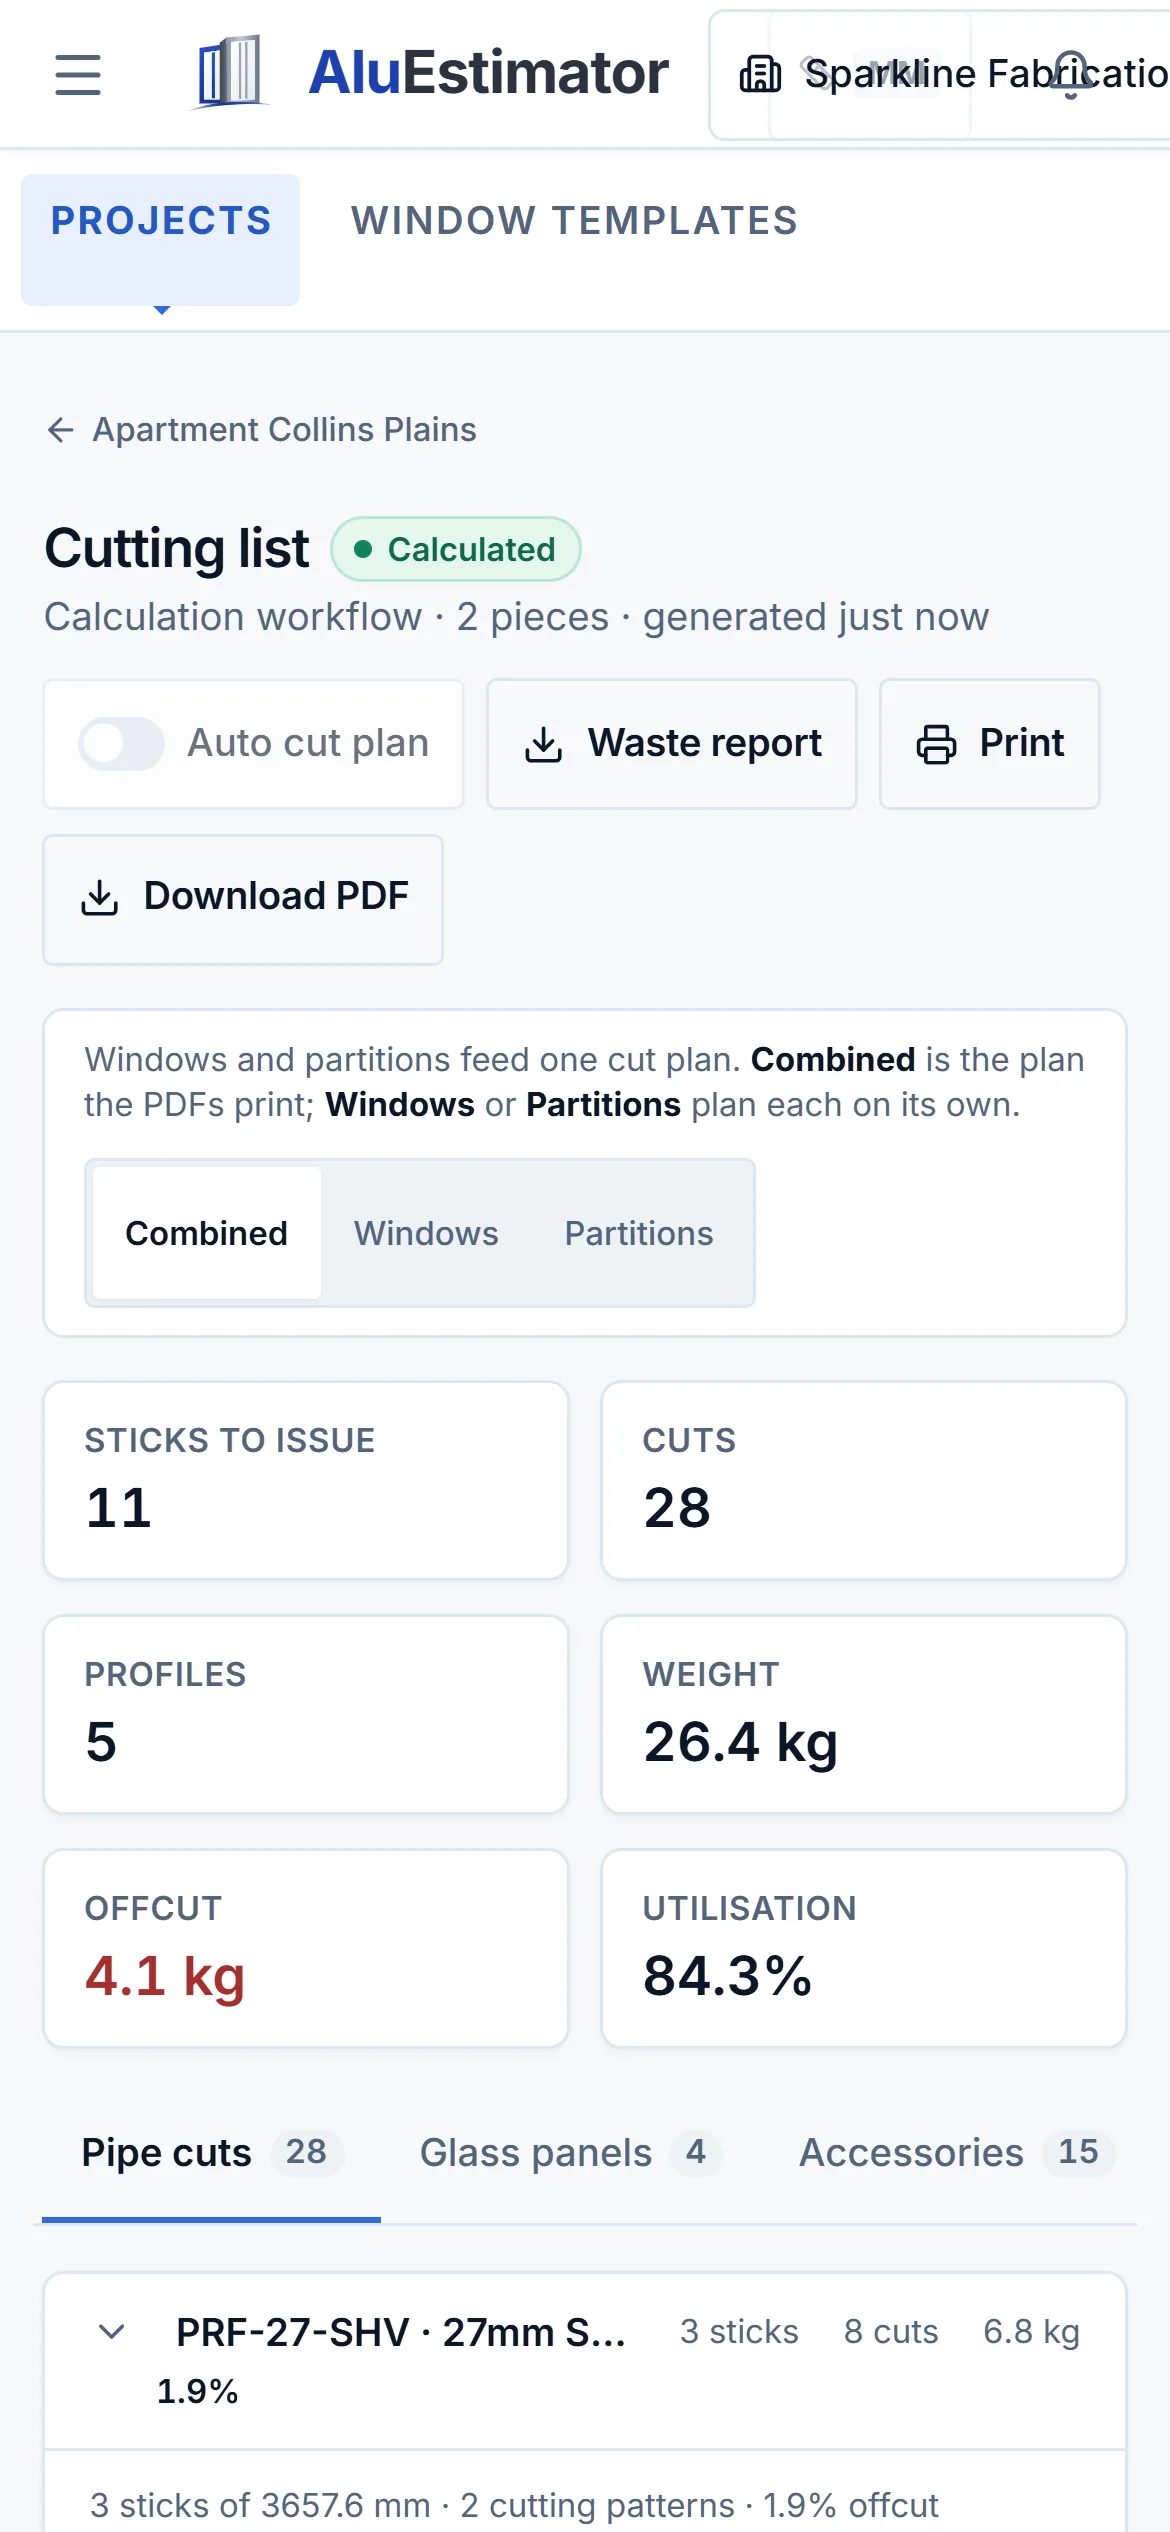 AluEstimator
Sparkline Fabricatio
PROJECTS WINDOW TEMPLATES
Apartment Collins Plains
Cutting list Calculated
Calculation workflow · 2 pieces · generated just now
Auto cut plan Waste report Print
Download PDF
Windows and partitions feed one cut plan. Combined is the plan
the PDFs print; Windows or Partitions plan each on its own.
Combined Windows Partitions
STICKS TO ISSUE CUTS
11 28
PROFILES WEIGHT
5 26.4 kg
OFFCUT UTILISATION
4.1 kg 84.3%
Pipe cuts 28 Glass panels 4 Accessories 15
PRF-27-SHV · 27mm S... 3 sticks 8 cuts 6.8 kg
1.9%
3 sticks of 3657.6 mm · 2 cutting patterns · 1.9% offcut